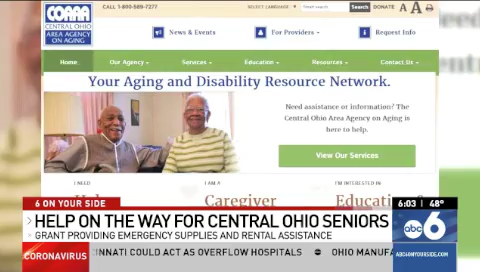 COAAA
CENTRAL OHIO
AREA AGENCY
ON AGING
CALL 1-800-589-7277
SELECT LANGUAGE
Search
DONATE
A A
News & Events
For Providers
Request Info
Home
Our Agency
Services
Education
Resources
Contact Us
Your Aging and Disability Resource Network.
Need assistance or information? The
Central Ohio Area Agency on Aging is
here to help.
View Our Services
I NEED
I AM A
I'M INTERESTED IN
Caregiver
6 ON YOUR SIDE
HELP ON THE WAY FOR CENTRAL OHIO SENIORS
GRANT PROVIDING EMERGENCY SUPPLIES AND RENTAL ASSISTANCE
6:03 48°
abc 6
ABC6ONYOURSIDE.COM
CORONAVIRUS
NNATI COULD ACT AS OVERFLOW HOSPITALS
OHIO MANUFA